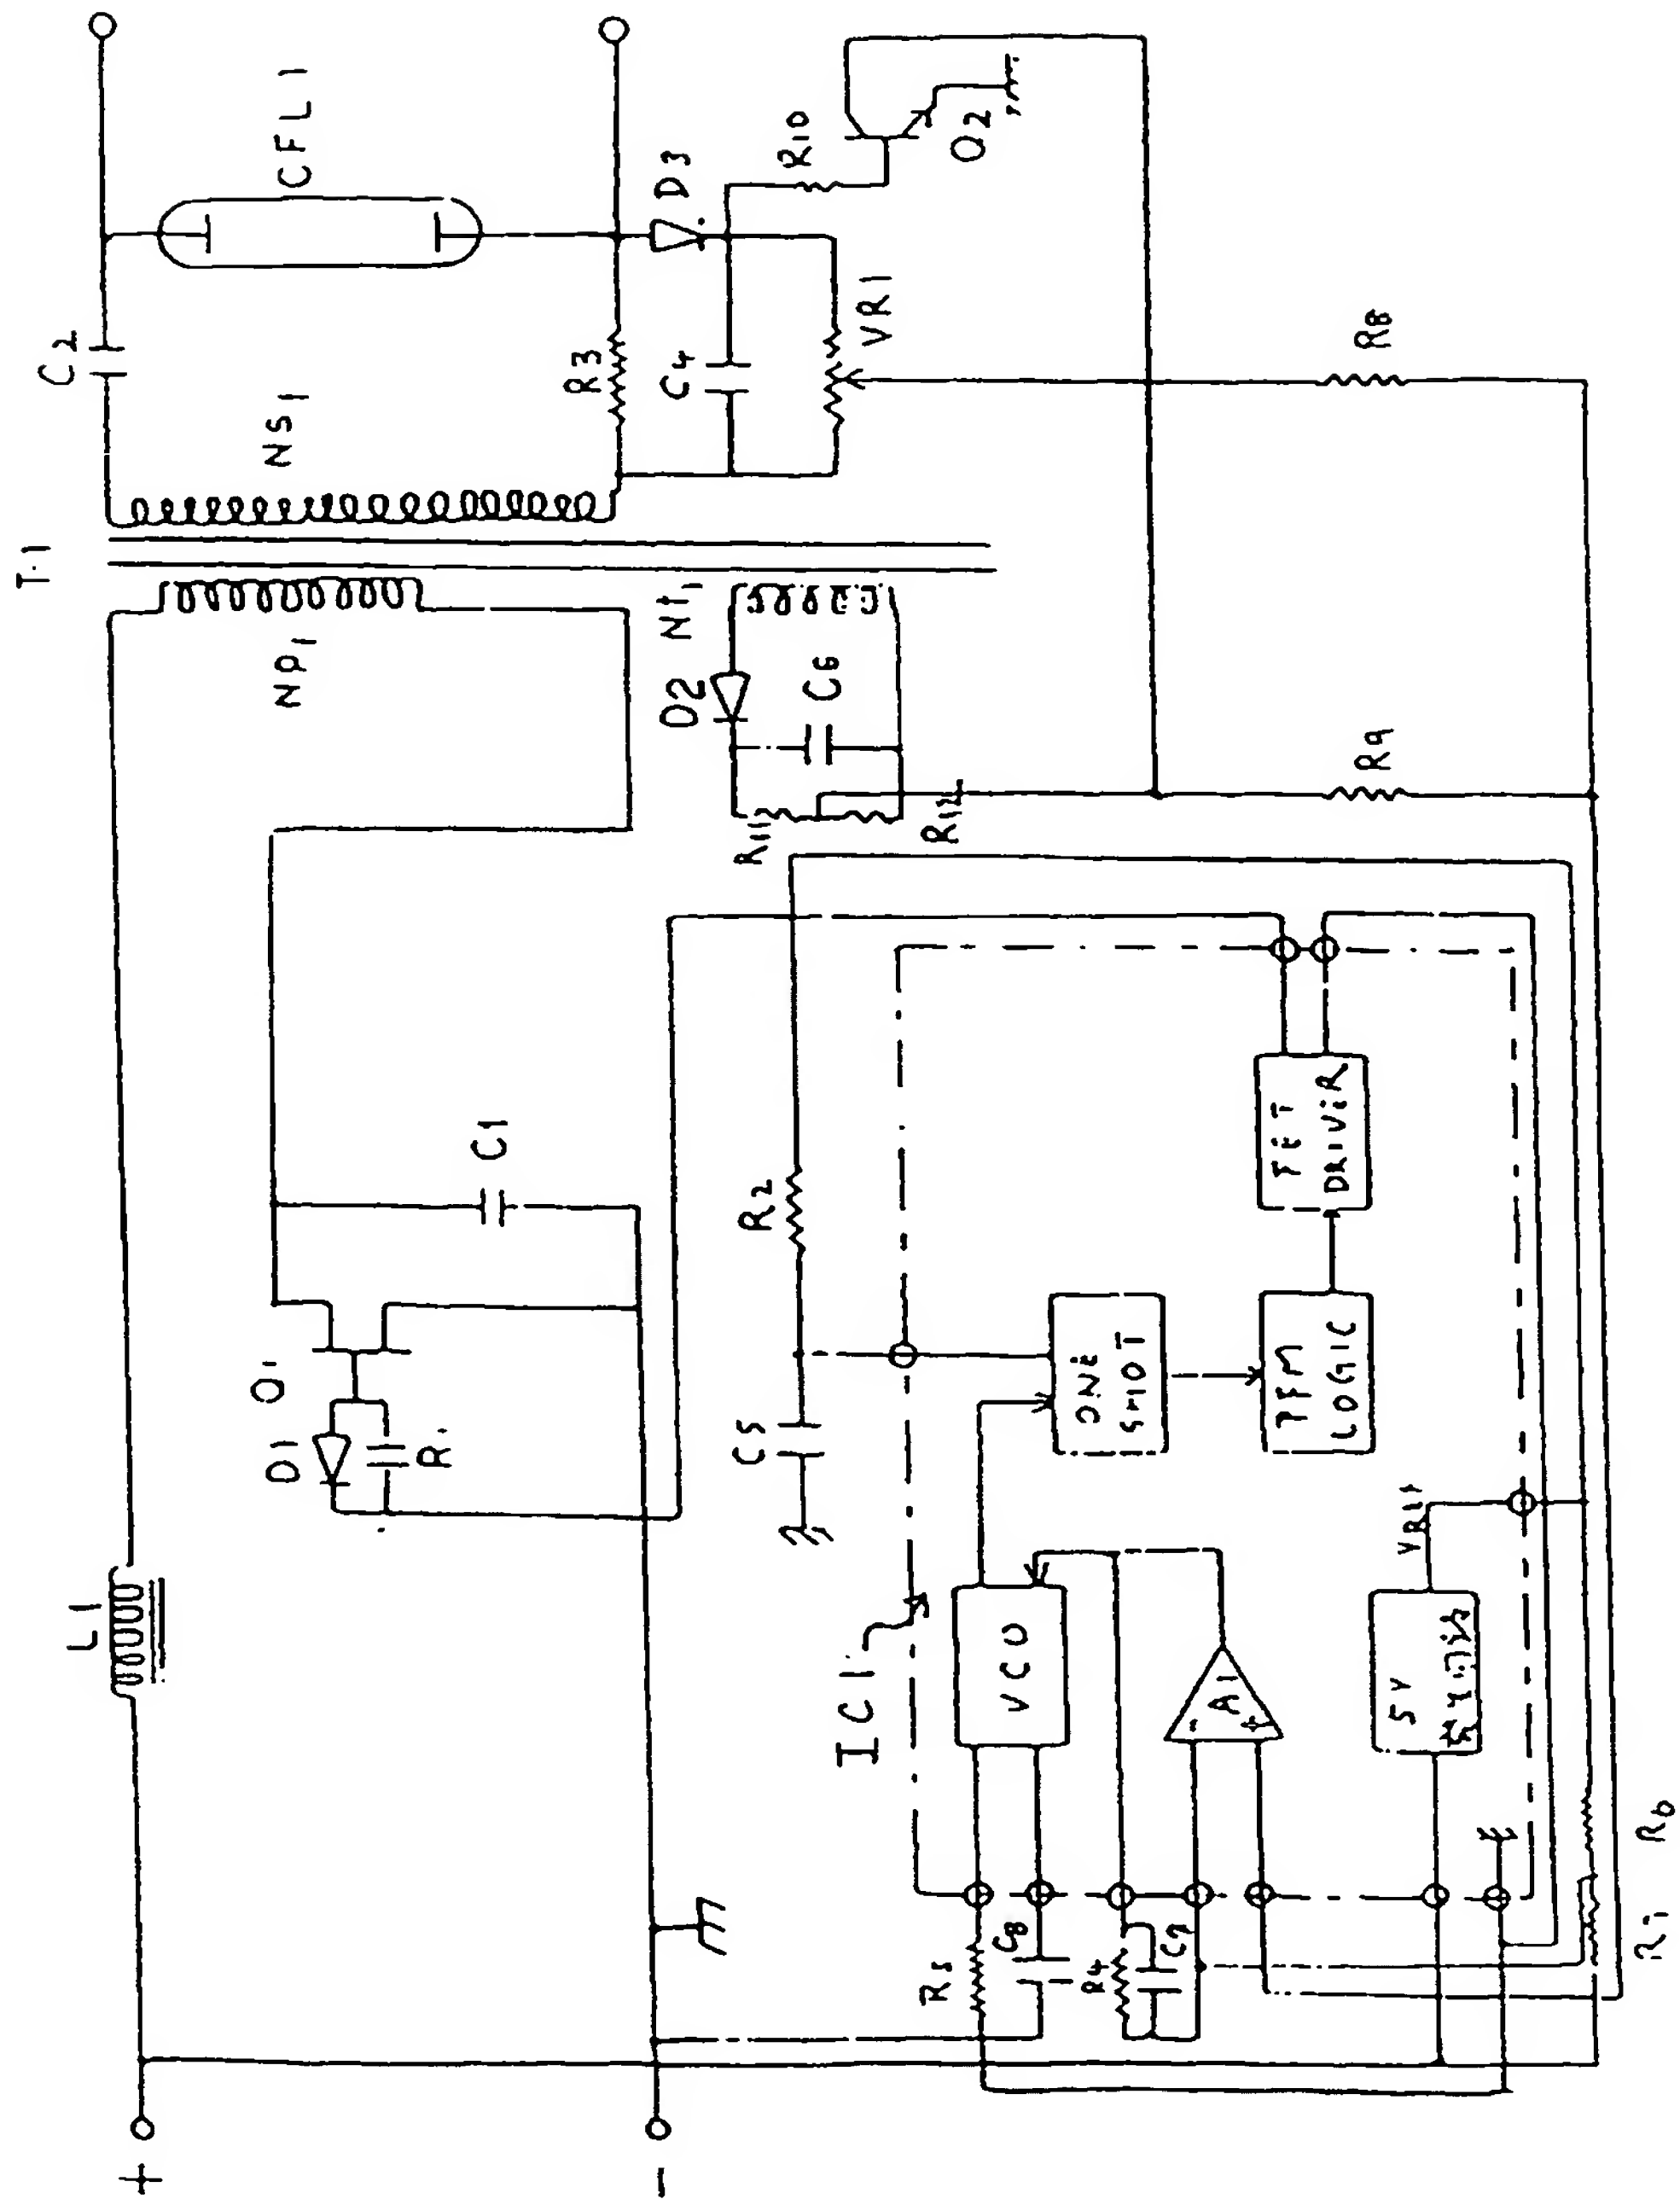 T.1
L1
C2
CFL1
NP1
NS1
R3
D3
R10
Q2
C4
VR1
R8
Nt1
D2
C6
R11
R12
R9
C1
Q1
D1
R1
R2
C5
IC1
VCO
ONE
SHOT
PFM
LOGIC
FET
DRIVER
A1
-
+
5V
VREF
R5
C8
R4
C7
R6
R7
+
-